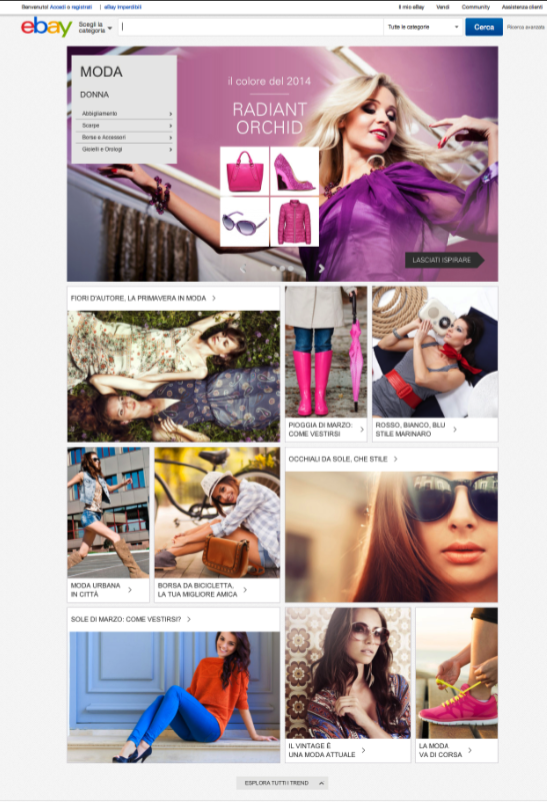 Benvenuto! Accedi o registrati | eBay Imperdibili
Il mio eBay Vendi Community Assistenza clienti
ebay
Scegli la categoria
Tutte le categorie
Cerca
Ricerca avanzata
MODA
DONNA
Abbigliamento
Scarpe
Borse e Accessori
Gioielli e Orologi
il colore del 2014
RADIANT
ORCHID
LASCIATI ISPIRARE
FIORI D'AUTORE, LA PRIMAVERA IN MODA
PIOGGIA DI MARZO:
COME VESTIRSI
ROSSO, BIANCO, BLU
STILE MARINARO
MODA URBANA
IN CITTÀ
BORSA DA BICICLETTA,
LA TUA MIGLIORE AMICA
OCCHIALI DA SOLE, CHE STILE
SOLE DI MARZO: COME VESTIRSI?
IL VINTAGE È
UNA MODA ATTUALE
LA MODA
VA DI CORSA
ESPLORA TUTTI I TREND